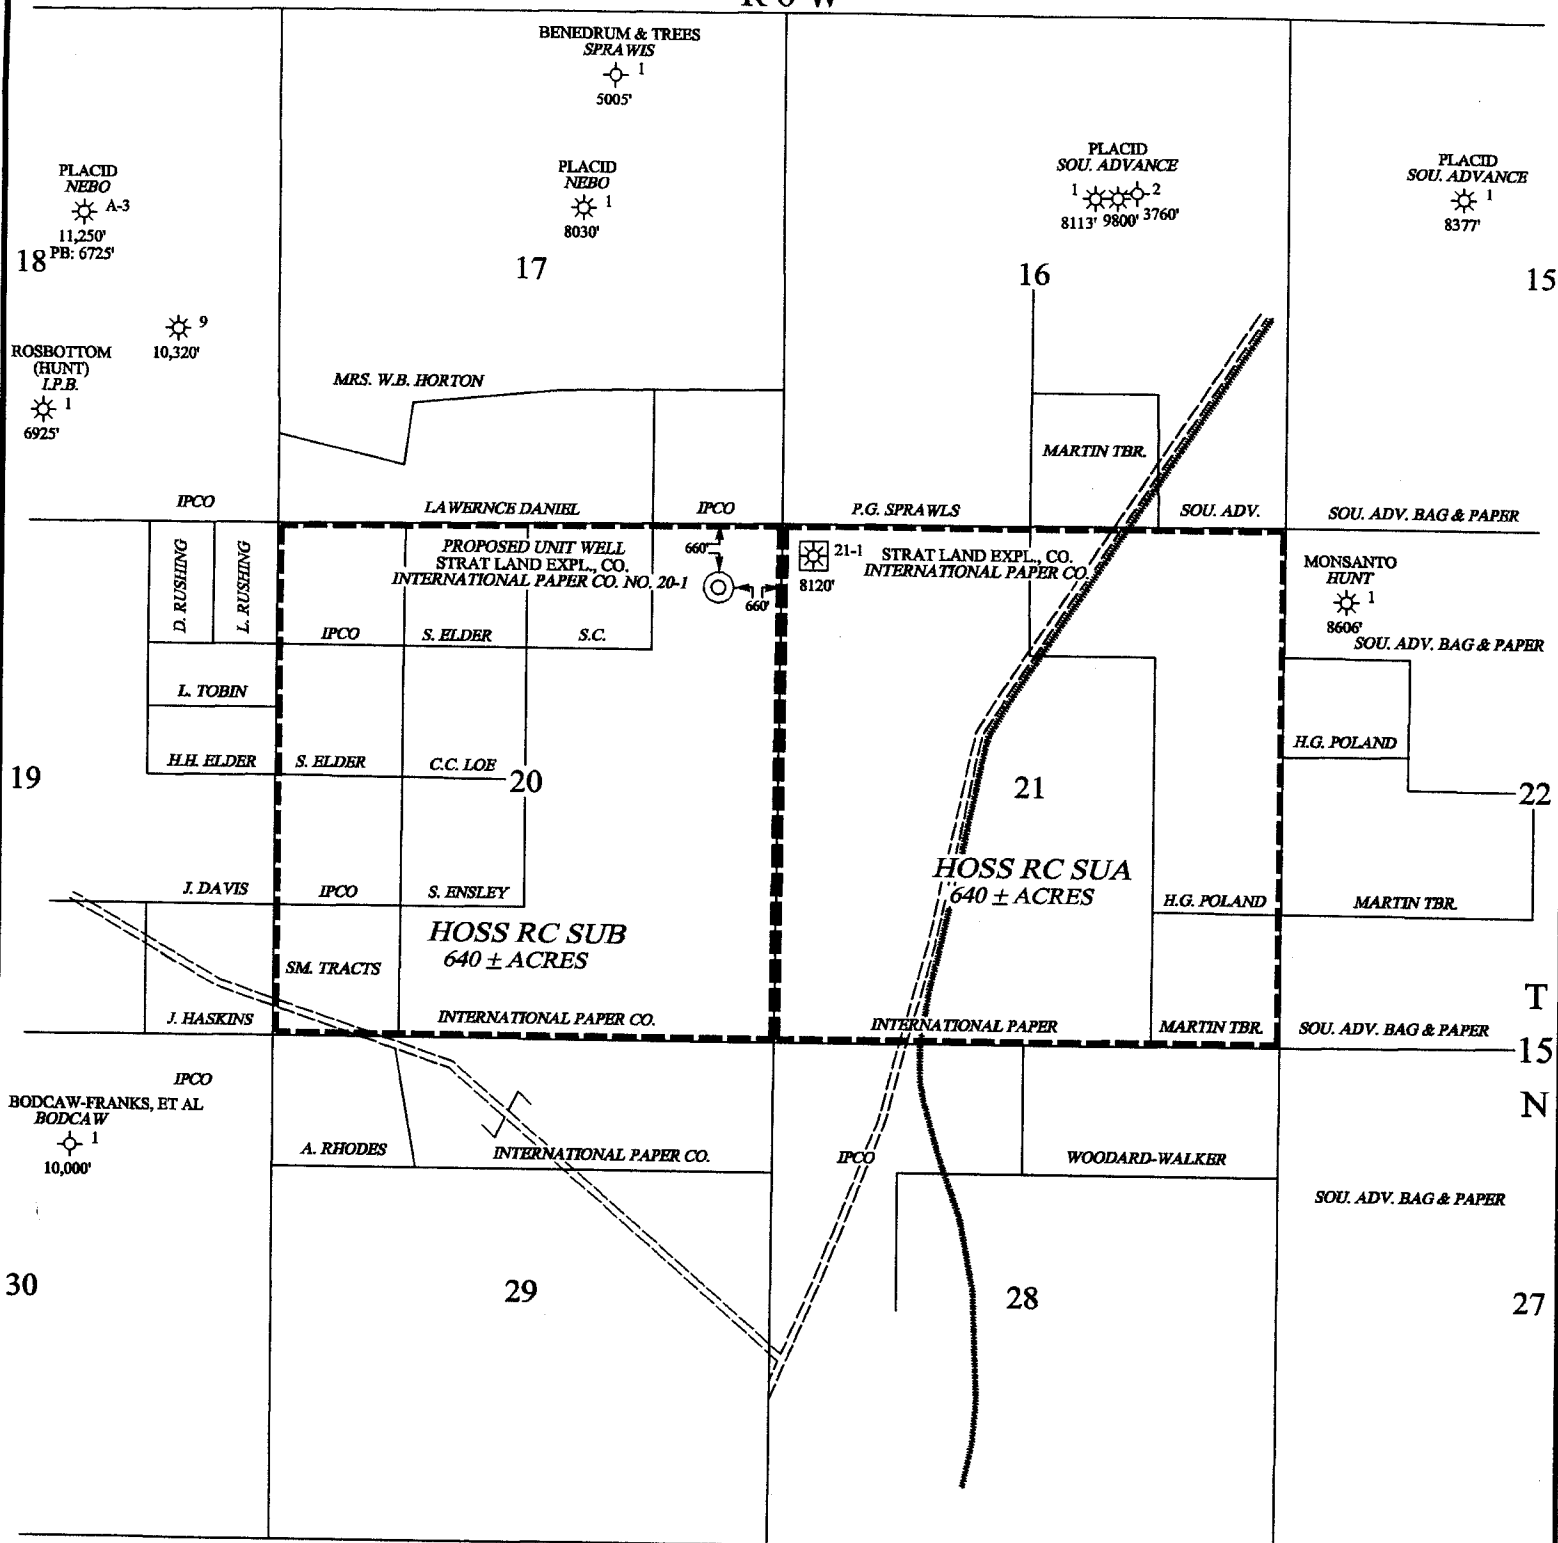 BENEDRUM & TREES
SPRAWIS
1
5005'
PLACID
NEBO
A-3
11,250'
PB: 6725'
PLACID
NEBO
1
8030'
PLACID
SOU. ADVANCE
1
2
8113' 9800' 3760'
PLACID
SOU. ADVANCE
1
8377'
18
17
16
15
9
10,320'
ROSBOTTOM
(HUNT)
I.P.B.
1
6925'
MRS. W.B. HORTON
MARTIN TBR.
IPCO
LAWERNCE DANIEL
IPCO
P.G. SPRAWLS
SOU. ADV.
SOU. ADV. BAG & PAPER
D. RUSHING
L. RUSHING
PROPOSED UNIT WELL
STRAT LAND EXPL., CO.
INTERNATIONAL PAPER CO. NO. 20-1
660'
660'
21-1
8120'
STRAT LAND EXPL., CO.
INTERNATIONAL PAPER CO.
MONSANTO
HUNT
1
8606'
SOU. ADV. BAG & PAPER
IPCO
S. ELDER
S.C.
L. TOBIN
H.H. ELDER
S. ELDER
C.C. LOE
H.G. POLAND
19
20
21
22
J. DAVIS
IPCO
S. ENSLEY
HOSS RC SUA
640 ± ACRES
H.G. POLAND
MARTIN TBR.
HOSS RC SUB
640 ± ACRES
SM. TRACTS
J. HASKINS
INTERNATIONAL PAPER CO.
INTERNATIONAL PAPER
MARTIN TBR.
SOU. ADV. BAG & PAPER
T
15
N
IPCO
BODCAW-FRANKS, ET AL
BODCAW
1
10,000'
A. RHODES
INTERNATIONAL PAPER CO.
IPCO
WOODARD-WALKER
SOU. ADV. BAG & PAPER
30
29
28
27